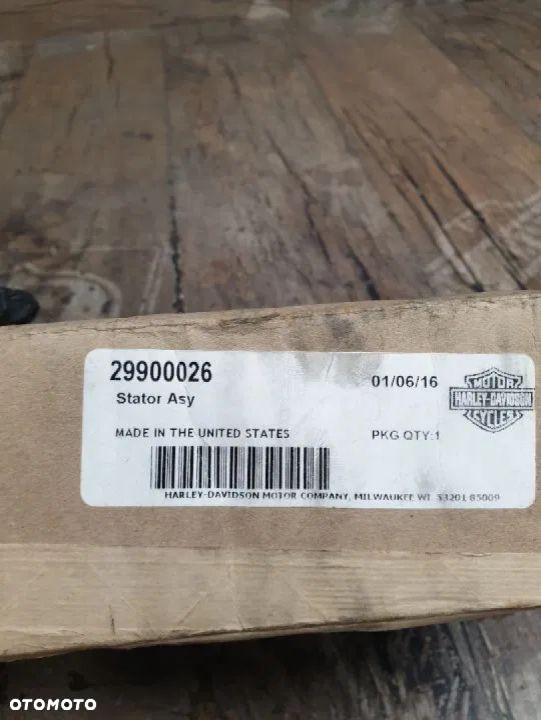 29900026
01/06/16
Stator Asy
MOTOR
HARLEY-DAVIDSON
CYCLES
MADE IN THE UNITED STATES
PKG QTY:1
HARLEY-DAVIDSON MOTOR COMPANY, MILWAUKEE WI 53201 85009
OTOMOTO